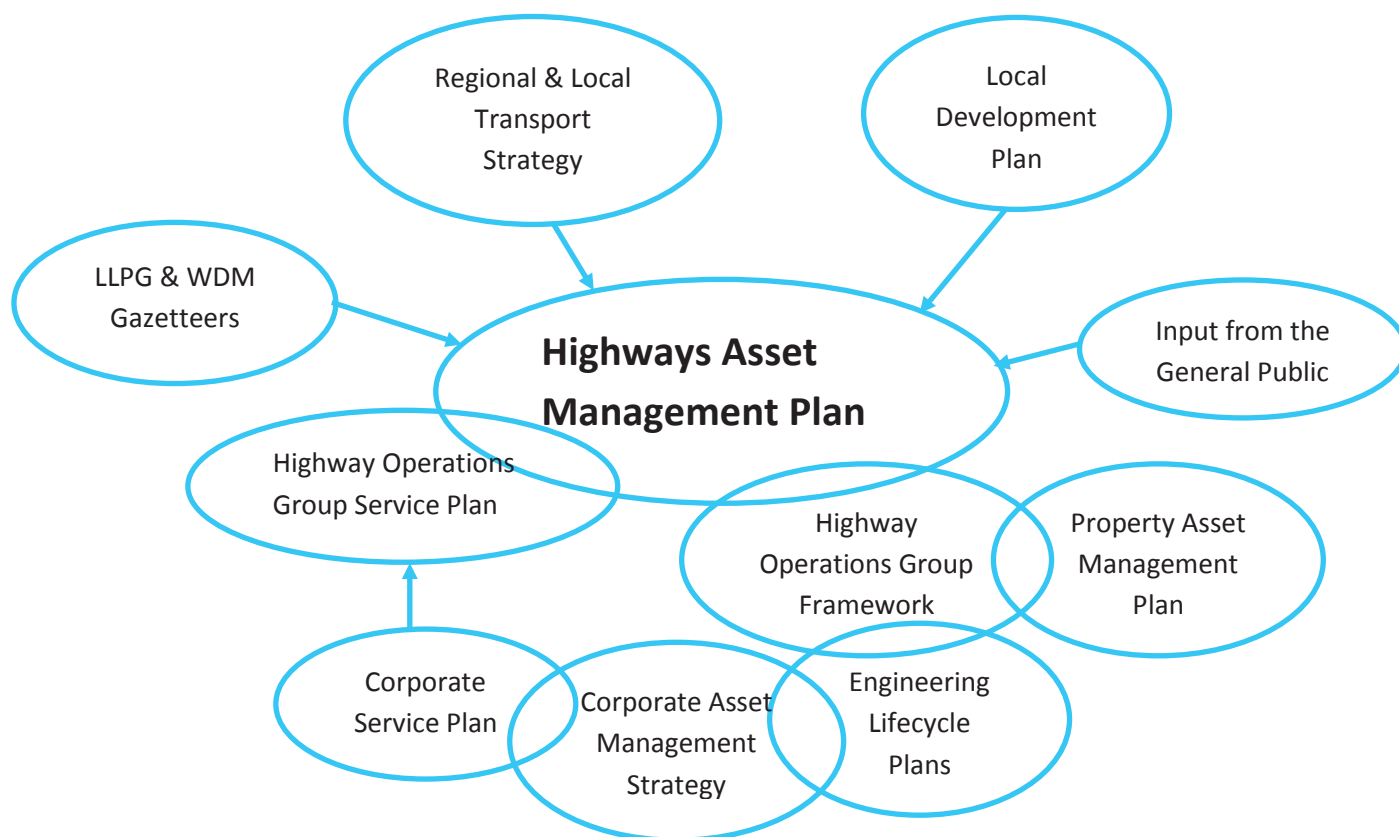 Regional & Local
Transport
Strategy
Local
Development
Plan
LLPG & WDM
Gazetteers
Input from the
General Public
Highways Asset
Management Plan
Highway Operations
Group Service Plan
Highway
Operations Group
Framework
Property Asset
Management
Plan
Corporate
Service Plan
Corporate Asset
Management
Strategy
Engineering
Lifecycle
Plans